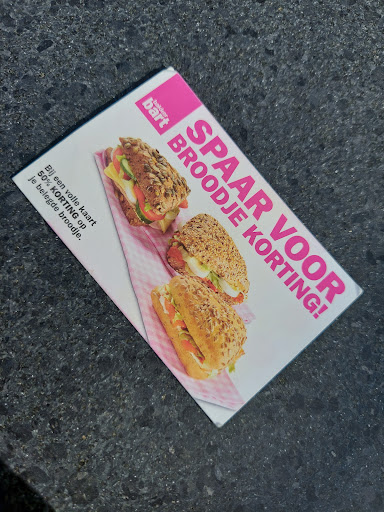 bakker
bart
SPAAR VOOR
BROODJE KORTING!
Bij een volle kaart
50% KORTING op
je belegde broodje.